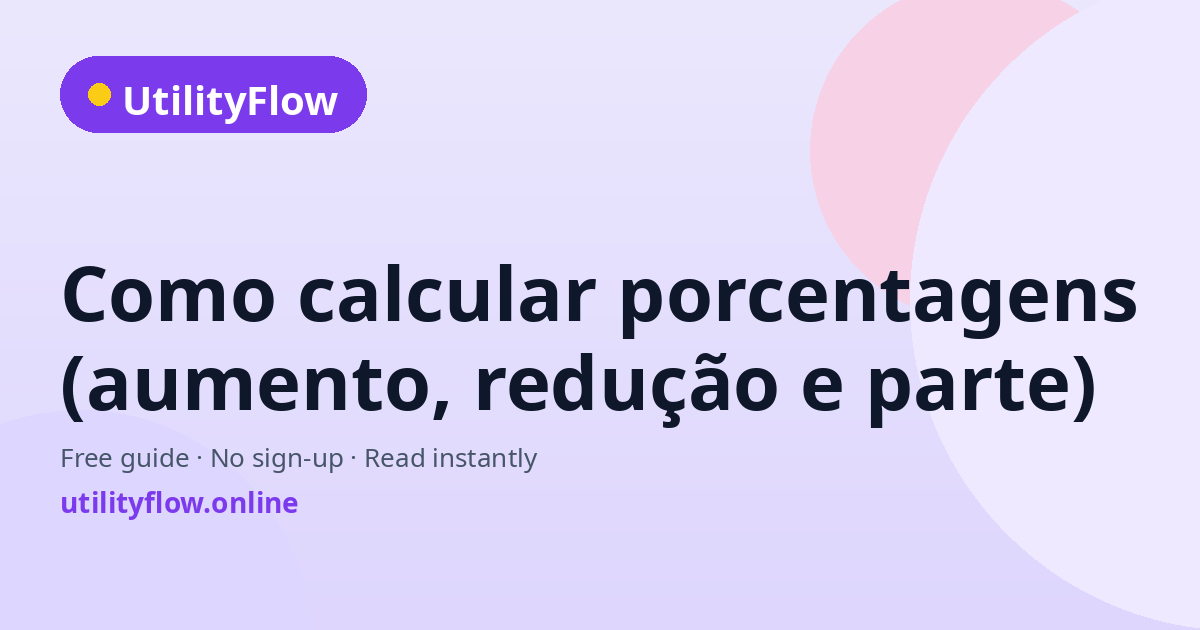 UtilityFlow
Como calcular porcentagens
(aumento, redução e parte)
Free guide · No sign-up · Read instantly
utilityflow.online